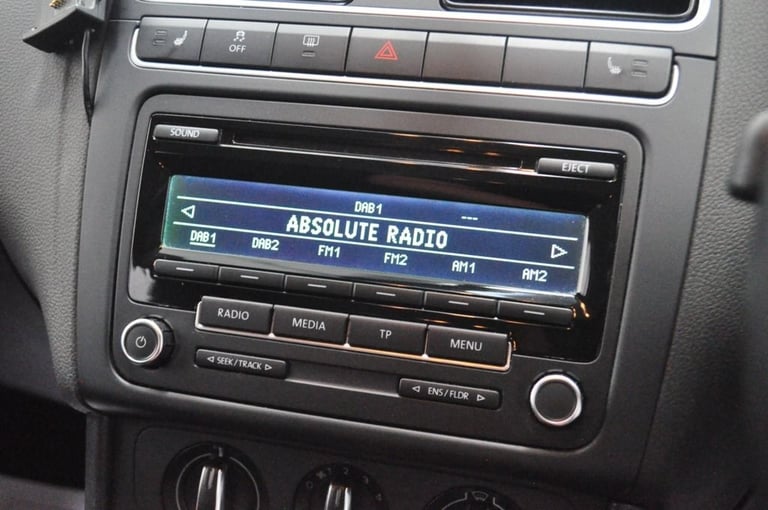 OFF
SOUND
EJECT
DAB1 ---
ABSOLUTE RADIO
DAB1 DAB2 FM1 FM2 AM1 AM2
RADIO MEDIA TP MENU
SEEK/TRACK
ENS/FLDR